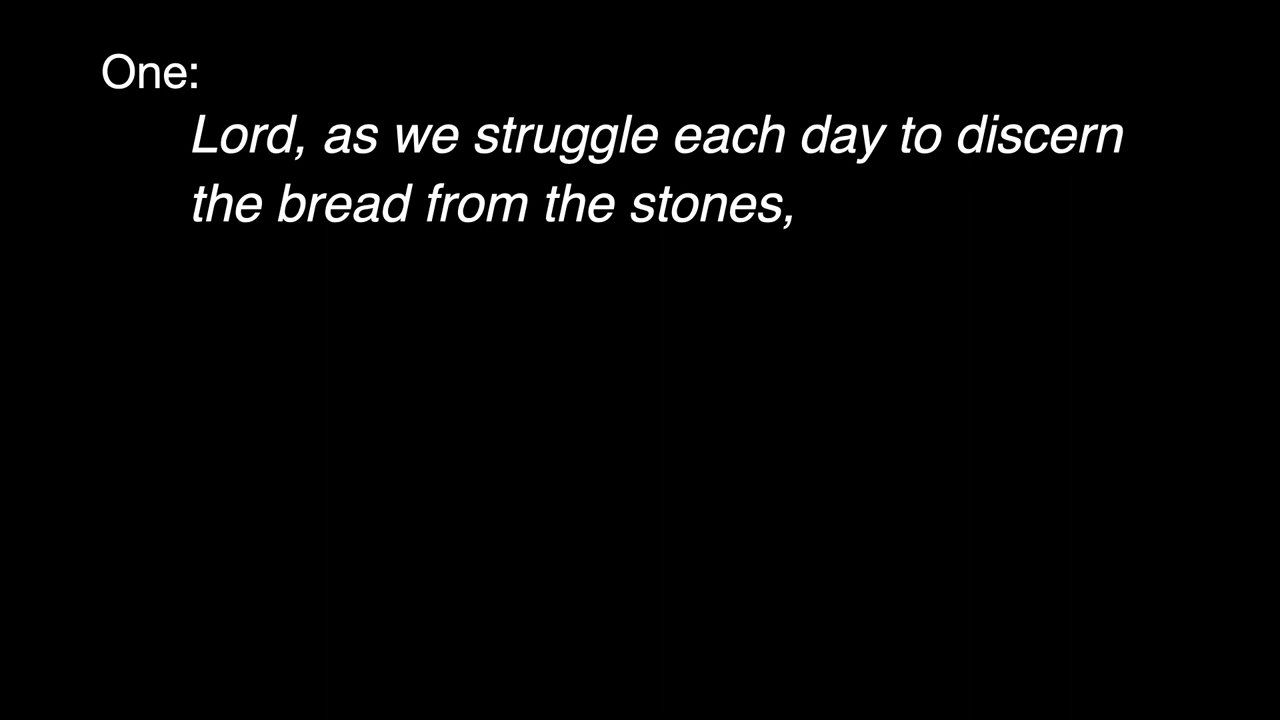 One:
Lord, as we struggle each day to discern
the bread from the stones,